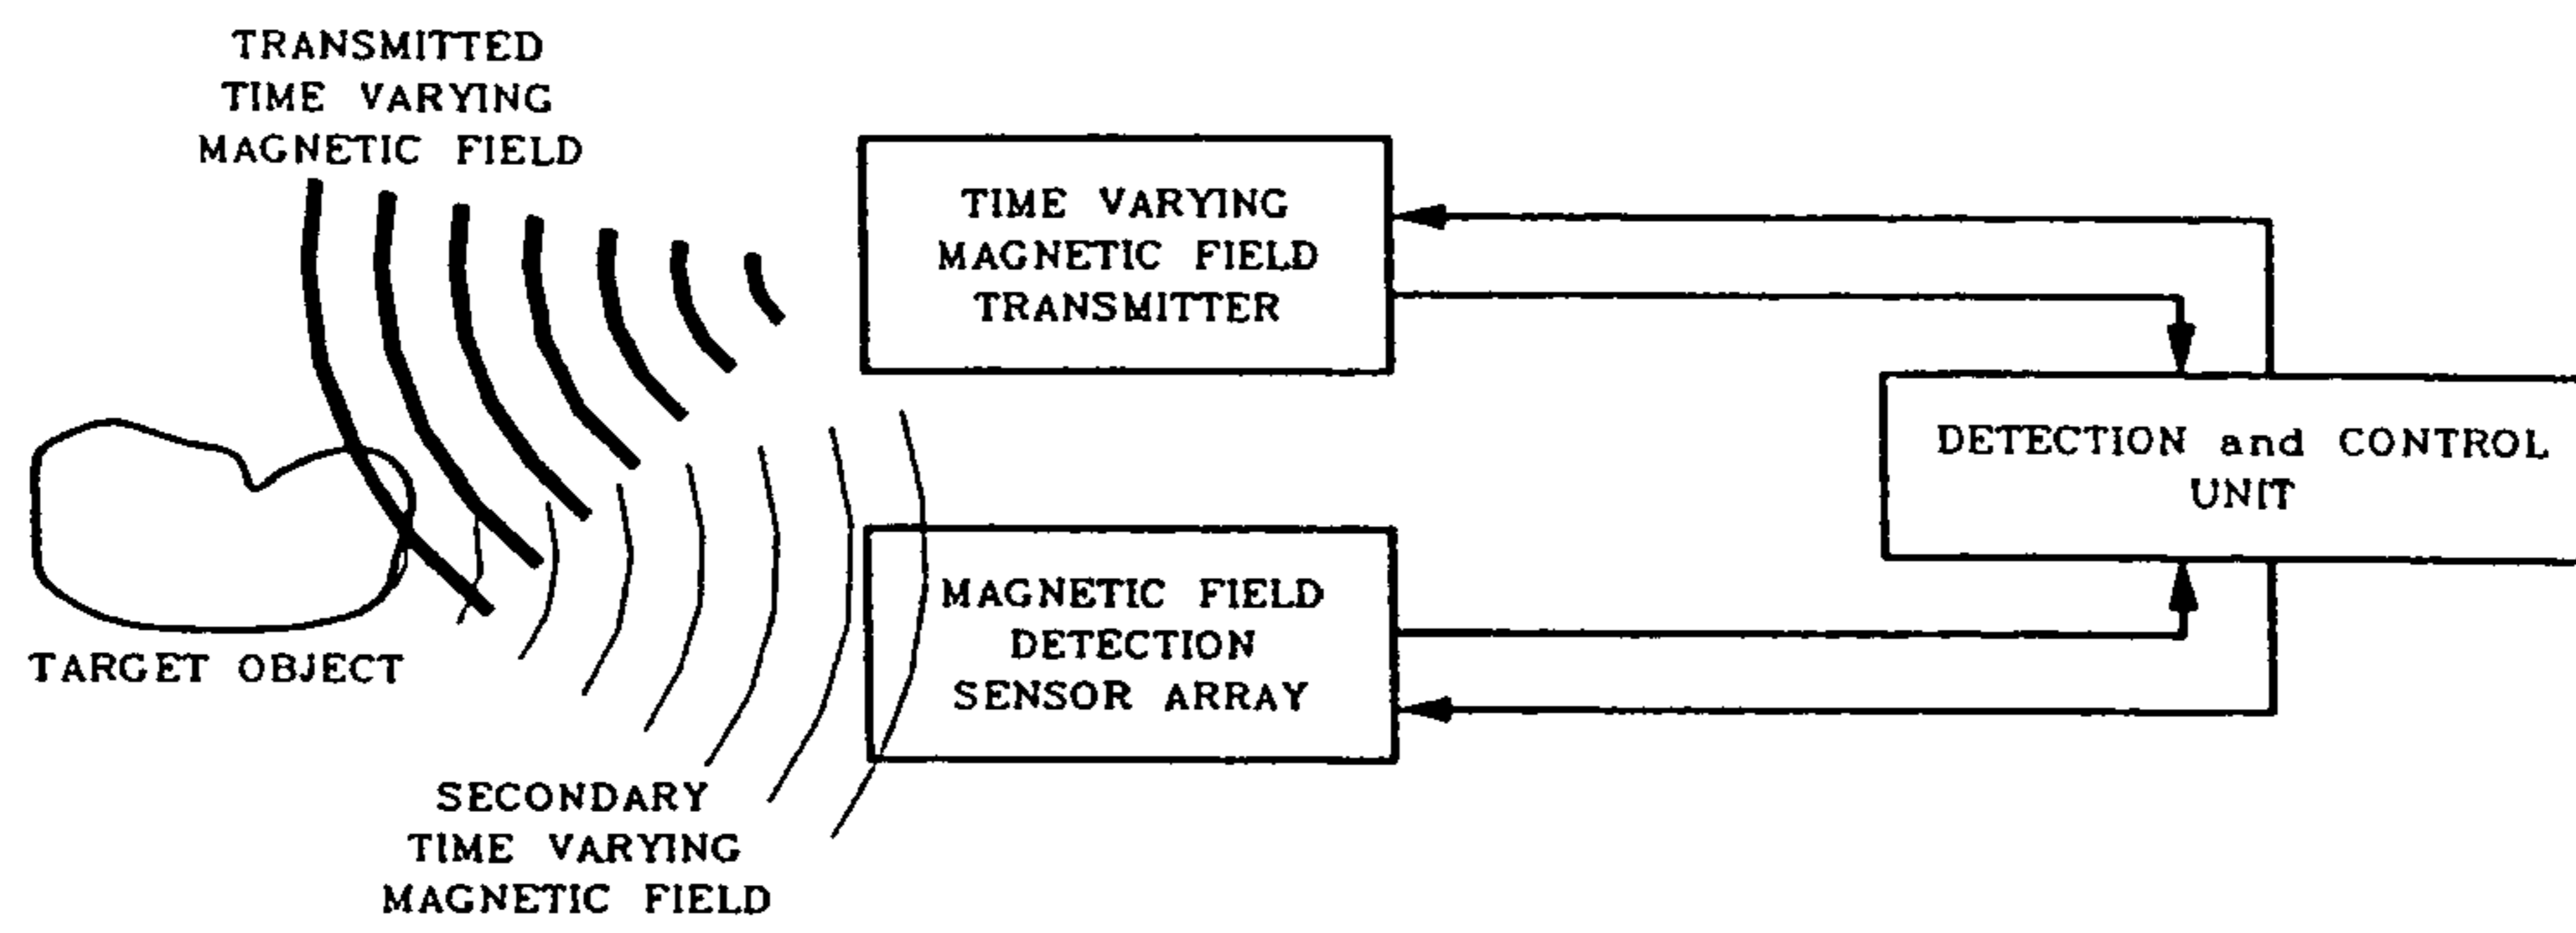 TRANSMITTED
TIME VARYING
MAGNETIC FIELD
TIME VARYING
MAGNETIC FIELD
TRANSMITTER
DETECTION and CONTROL
UNIT
MAGNETIC FIELD
DETECTION
SENSOR ARRAY
TARGET OBJECT
SECONDARY
TIME VARYING
MAGNETIC FIELD